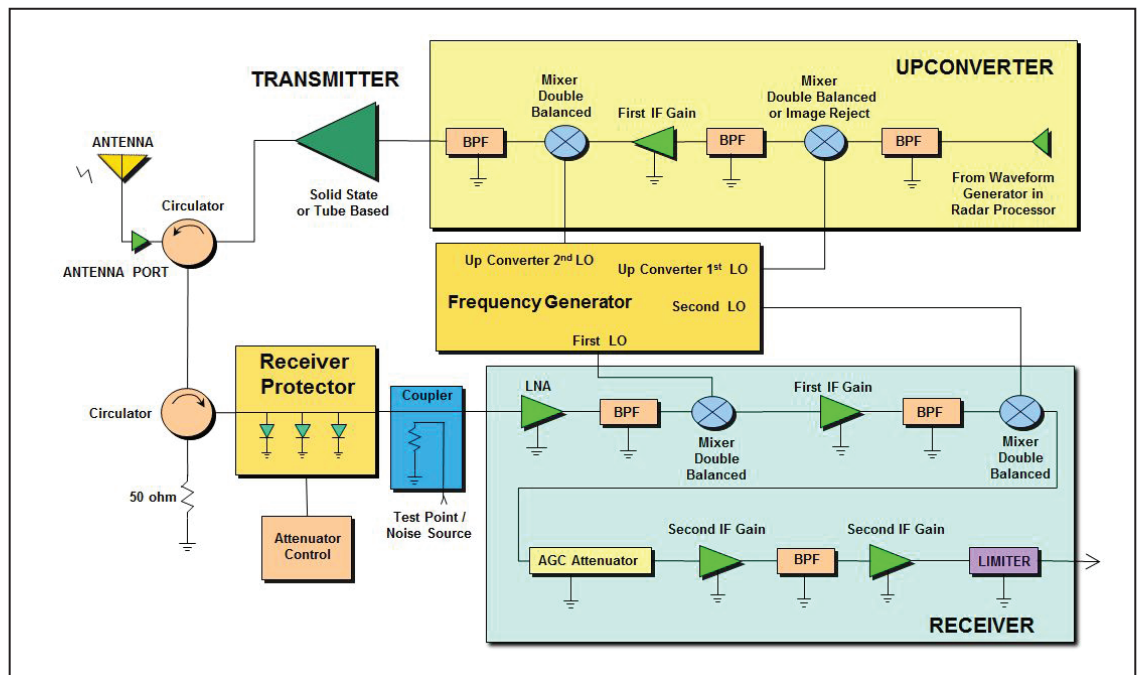 TRANSMITTER
UPCONVERTER
Mixer
Double
Balanced
First IF Gain
Mixer
Double Balanced
or Image Reject
BPF
BPF
BPF
From Waveform
Generator in
Radar Processor
Solid State
or Tube Based
ANTENNA
Circulator
ANTENNA PORT
Up Converter 2nd LO
Up Converter 1st LO
Frequency Generator
Second LO
First LO
Receiver
Protector
Circulator
50 ohm
Attenuator
Control
Coupler
Test Point /
Noise Source
LNA
BPF
Mixer
Double
Balanced
First IF Gain
BPF
Mixer
Double
Balanced
AGC Attenuator
Second IF Gain
BPF
Second IF Gain
LIMITER
RECEIVER